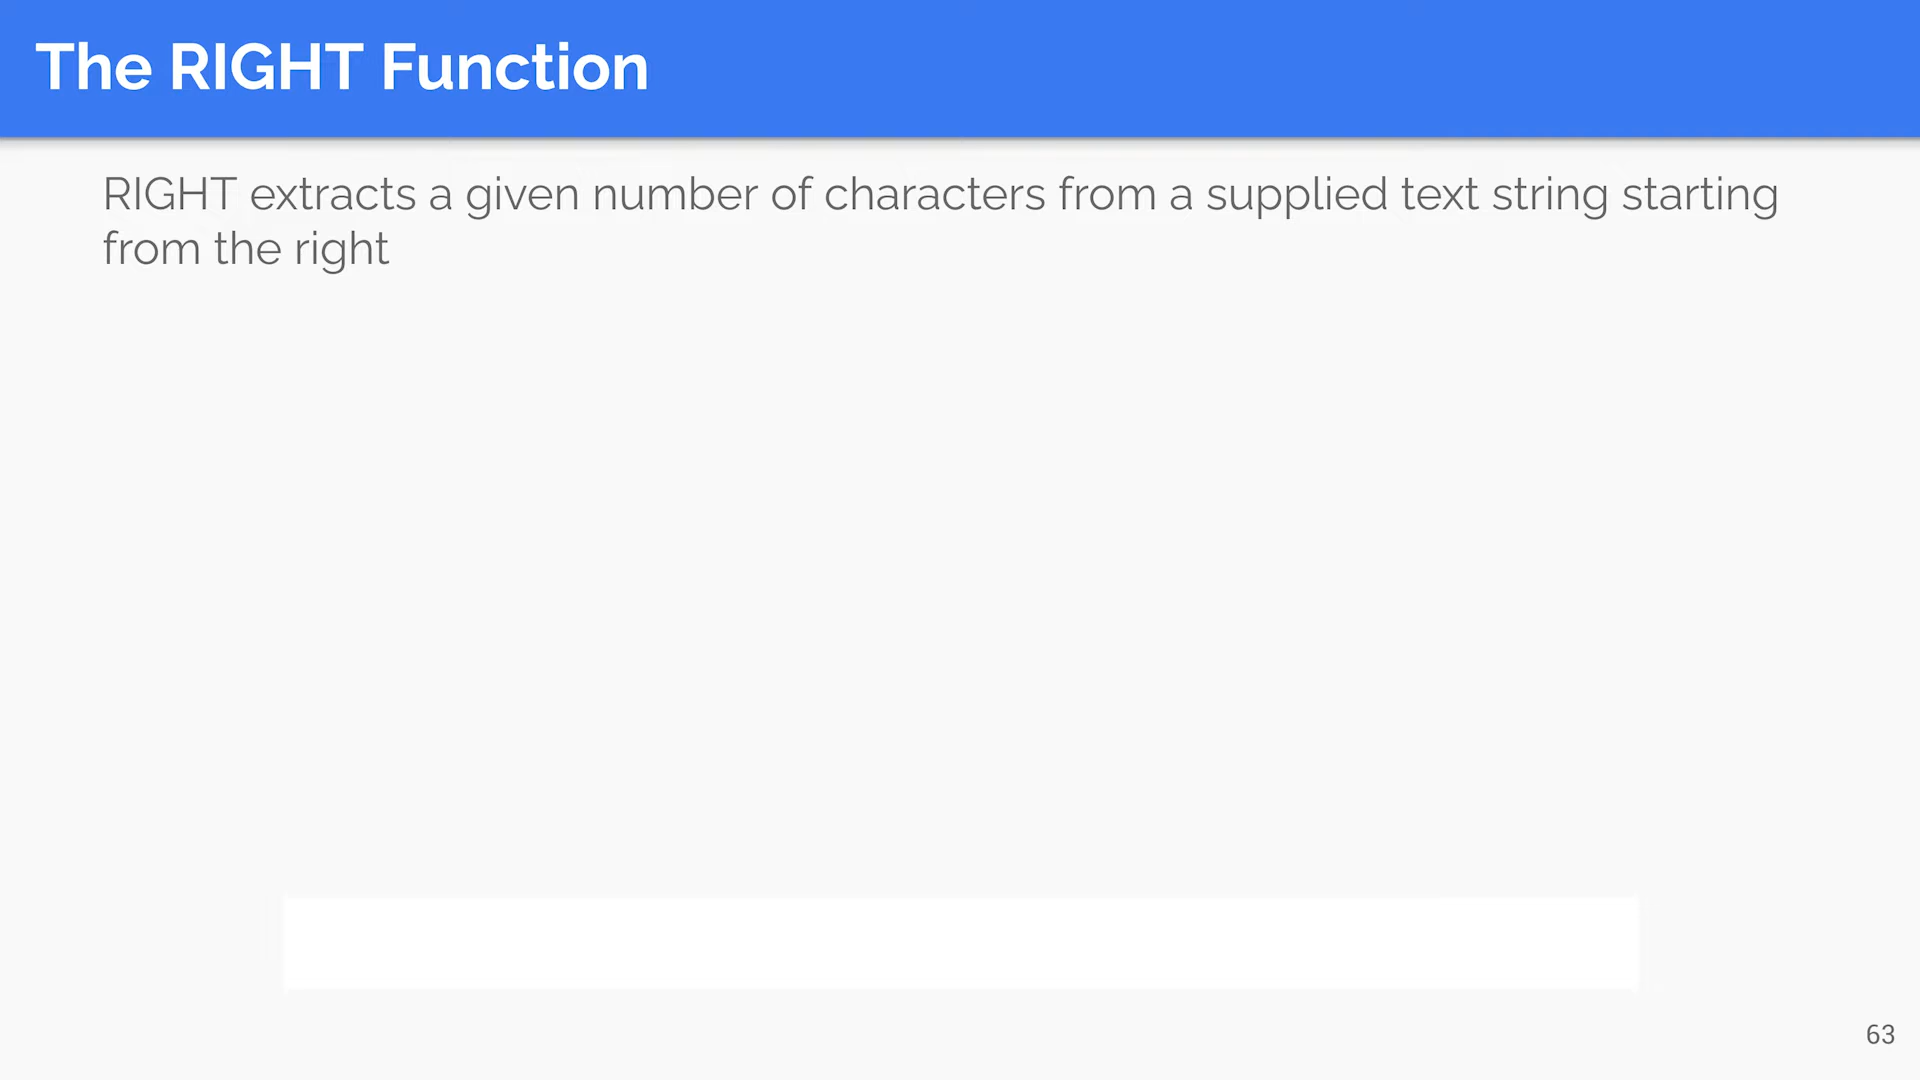 The RIGHT Function
RIGHT extracts a given number of characters from a supplied text string starting
from the right
63